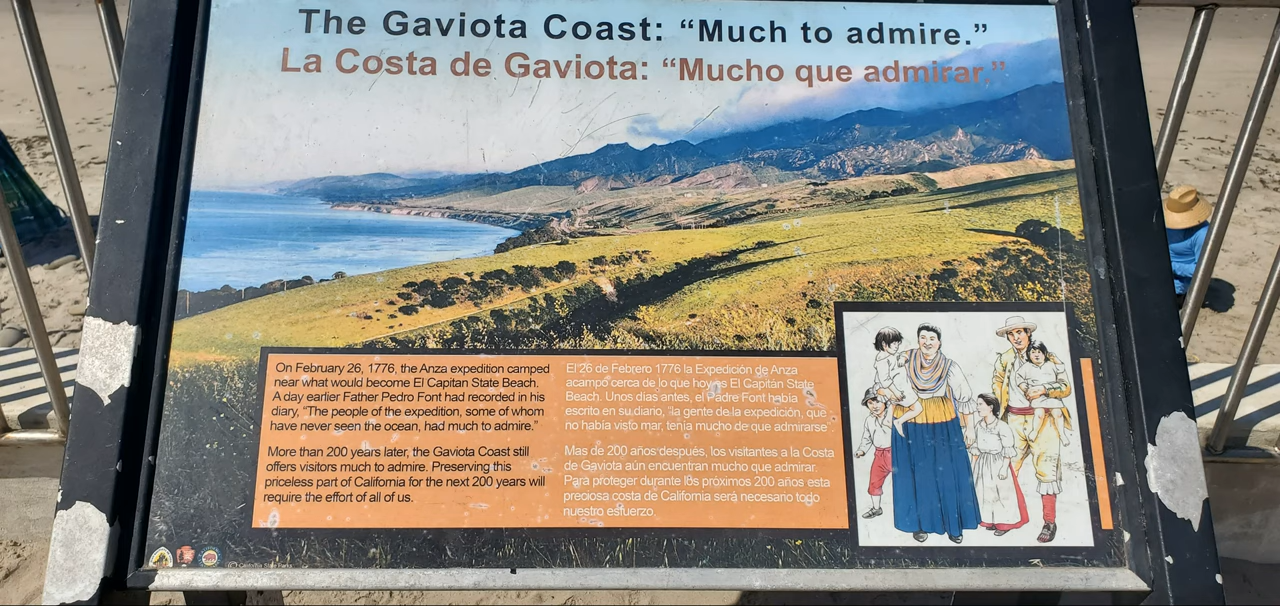 The Gaviota Coast: “Much to admire.”
La Costa de Gaviota: “Mucho que admirar.”
On February 26, 1776, the Anza expedition camped
near what would become El Capitan State Beach.
A day earlier Father Pedro Font had recorded in his
diary, “The people of the expedition, some of whom
have never seen the ocean, had much to admire.”
More than 200 years later, the Gaviota Coast still
offers visitors much to admire. Preserving this
priceless part of California for the next 200 years will
require the effort of all of us.
El 26 de Febrero 1776 la Expedición de Anza
acampó cerca de lo que hoy es El Capitán State
Beach. Unos días antes, el Padre Font había
escrito en su diario, “la gente de la expedición, que
no había visto mar, tenía mucho de que admirarse
Mas de 200 años después, los visitantes a la Costa
de Gaviota aún encuentran mucho que admirar.
Para proteger durante los próximos 200 años esta
preciosa costa de California será necesario todo
nuestro esfuerzo.
(C) California State Parks